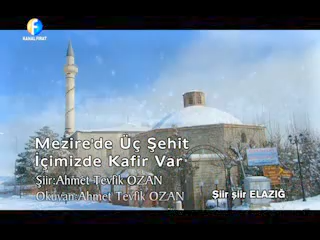 KANAL FIRAT
Mezire'de Üç Şehit
İçimizde Kafir Var
Şiir:Ahmet Tevfik OZAN
Okuyan:Ahmet Tevfik OZAN
Şiir şiir ELAZIĞ